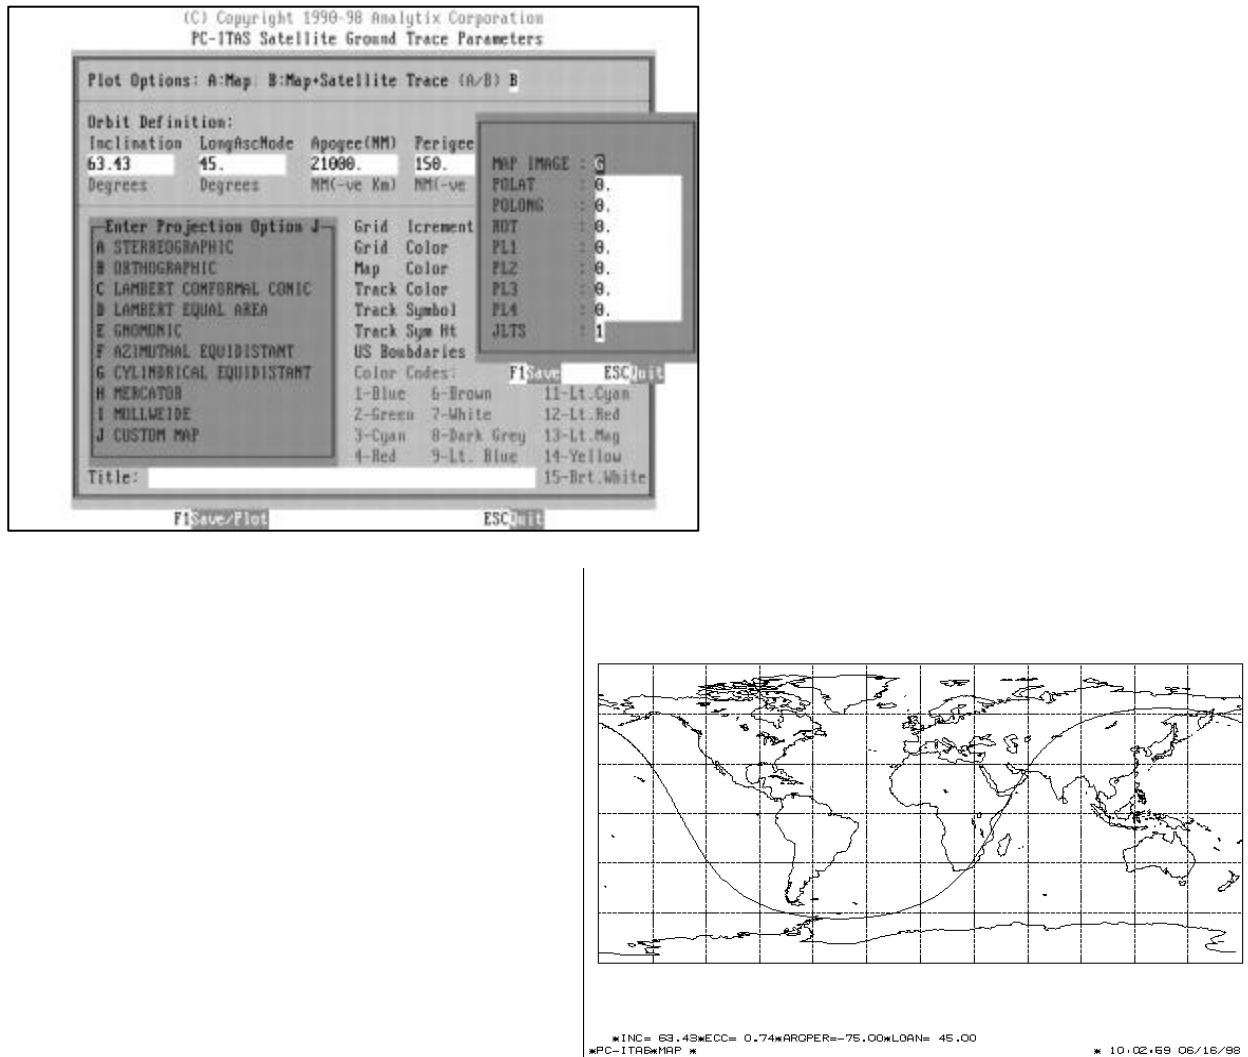 (C) Copyright 1990-98 Analytix Corporation
PC-ITAS Satellite Ground Trace Parameters
Plot Options: A:Map: B:Map+Satellite Trace (A/B) B
Orbit Definition:
Inclination LongAscNode Apogee(NM) Perigee
63.43 45. 21000. 150.
Degrees Degrees NM(-ve Km) NM(-ve
MAP IMAGE : G
POLAT : 0.
POLONG : 0.
ROT : 0.
PL1 : 0.
PL2 : 0.
PL3 : 0.
PL4 : 0.
JLTS : 1
F1Save ESCQuit
Enter Projection Option J
A STERREOGRAPHIC
B ORTHOGRAPHIC
C LAMBERT CONFORMAL CONIC
D LAMBERT EQUAL AREA
E GNOMONIC
F AZIMUTHAL EQUIDISTANT
G CYLINDRICAL EQUIDISTANT
H MERCATOR
I MOLLWEIDE
J CUSTOM MAP
Grid Icrement
Grid Color
Map Color
Track Color
Track Symbol
Track Sym Ht
US Boubdaries
Color Codes:
1-Blue 6-Brown 11-Lt.Cyan
2-Green 7-White 12-Lt.Red
3-Cyan 8-Dark Grey 13-Lt.Mag
4-Red 9-Lt. Blue 14-Yellow
15-Brt.White
Title:
F1Save/Plot ESCQuit
*INC= 63.43*ECC= 0.74*ARGPER=-75.00*LOAN= 45.00
*PC-ITAS*MAP * * 10:02:59 06/16/98